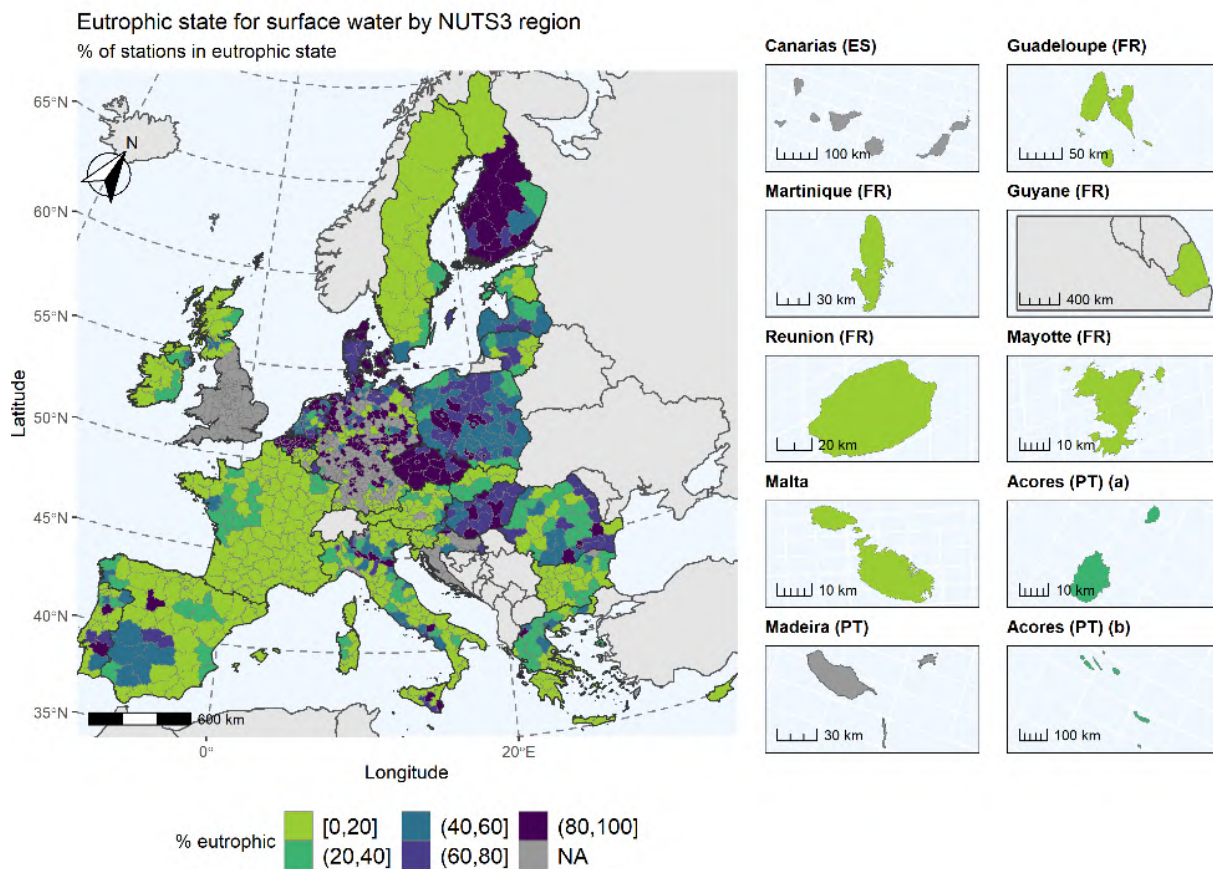 Eutrophic state for surface water by NUTS3 region
% of stations in eutrophic state
65°N
60°N
55°N
50°N
45°N
40°N
35°N
N
Latitude
600 km
0°
20°E
Longitude
Canarias (ES)
100 km
Guadeloupe (FR)
50 km
Martinique (FR)
30 km
Guyane (FR)
400 km
Reunion (FR)
20 km
Mayotte (FR)
10 km
Malta
10 km
Acores (PT) (a)
10 km
Madeira (PT)
30 km
Acores (PT) (b)
100 km
% eutrophic
[0,20]
(20,40]
(40,60]
(60,80]
(80,100]
NA